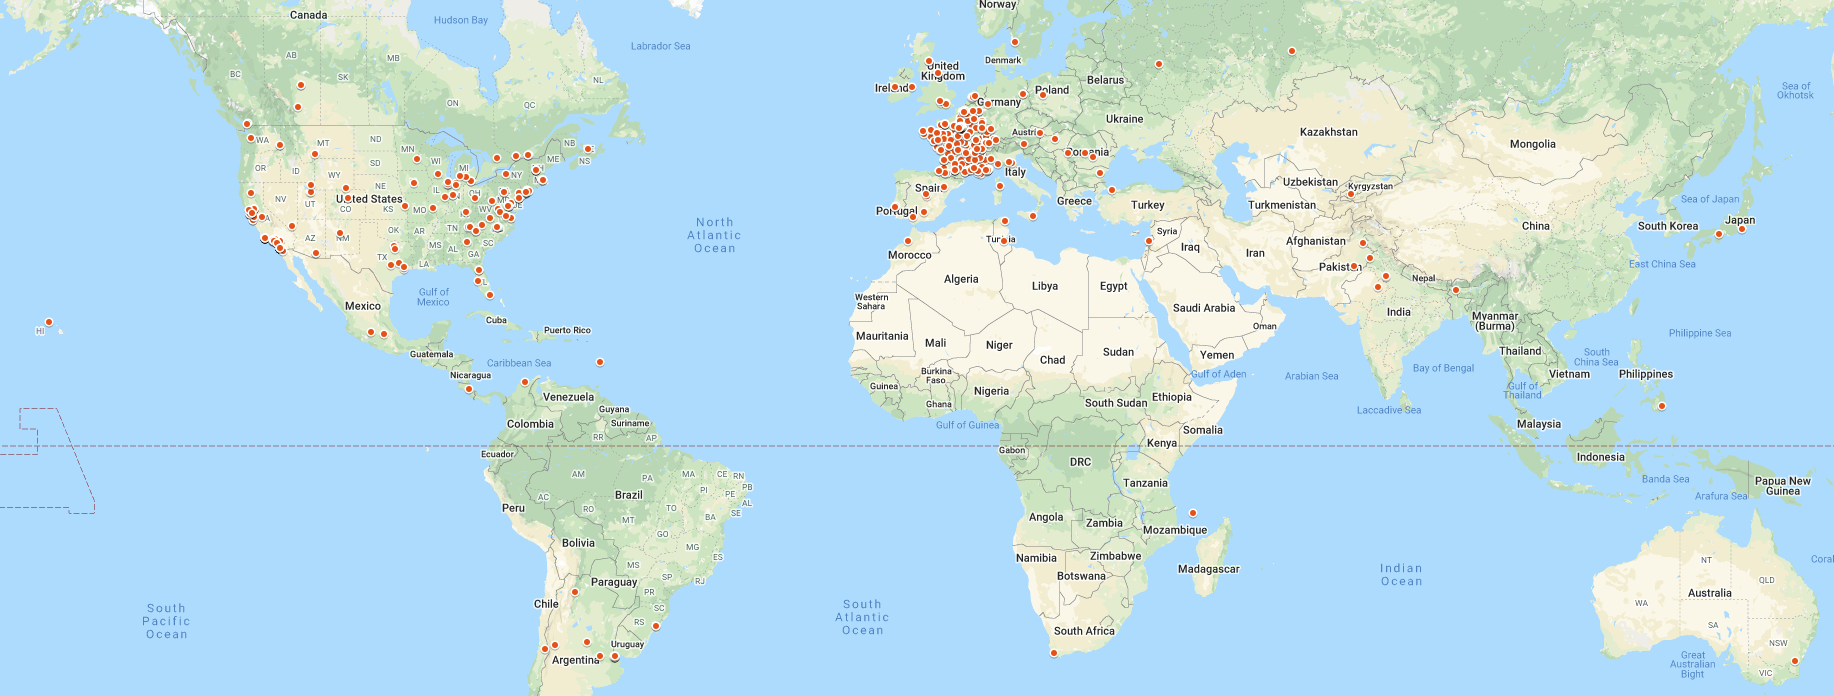 Norway
Canada
Hudson Bay
Labrador Sea
AB
MB
BC
SK
NL
ON
QC
Denmark
United
Kingdom
Ireland
Belarus
Poland
Germany
Ukraine
Sea of
Okhotsk
Kazakhstan
Mongolia
WA
MT
ND
MN
NB
NS
OR
ID
SD
WI
MI
NY
WY
NE
IL
OH
NV
UT
United States
CO
KS
MO
WV
AZ
NM
OK
AR
TN
MS
AL
SC
GA
TX
LA
Romania
Italy
Spain
Portugal
Greece
Turkey
Uzbekistan
Kyrgyzstan
Turkmenistan
China
Sea of Japan
South Korea
Japan
North
Atlantic
Ocean
Syria
Tunisia
Morocco
Iraq
Iran
Afghanistan
Pakistan
East China Sea
Algeria
Libya
Egypt
Nepal
Gulf of
Mexico
Mexico
Western
Sahara
Saudi Arabia
India
Myanmar
(Burma)
Cuba
Puerto Rico
HI
Oman
Mauritania
Mali
Niger
Chad
Sudan
Yemen
Thailand
Philippine Sea
South
China Sea
Guatemala
Caribbean Sea
Nicaragua
Burkina
Faso
Guinea
Gulf of Aden
Arabian Sea
Bay of Bengal
Vietnam
Philippines
Gulf of
Thailand
Venezuela
Guyana
Suriname
Ghana
Nigeria
South Sudan
Ethiopia
Laccadive Sea
Colombia
Gulf of Guinea
Somalia
Malaysia
RR
AP
Ecuador
Gabon
Kenya
DRC
Indonesia
AM
MA
CE
RN
PB
PE
PI
AL
SE
Tanzania
Banda Sea
Papua New
Guinea
Arafura Sea
AC
Brazil
TO
RO
BA
MT
Peru
Angola
Zambia
Mozambique
GO
Bolivia
MG
ES
Namibia
Zimbabwe
Botswana
Madagascar
Indian
Ocean
NT
QLD
Coral
MS
SP
RJ
Paraguay
PR
Chile
SC
RS
South
Pacific
Ocean
South
Atlantic
Ocean
WA
Australia
SA
NSW
Uruguay
Argentina
South Africa
Great
Australian
Bight
VIC